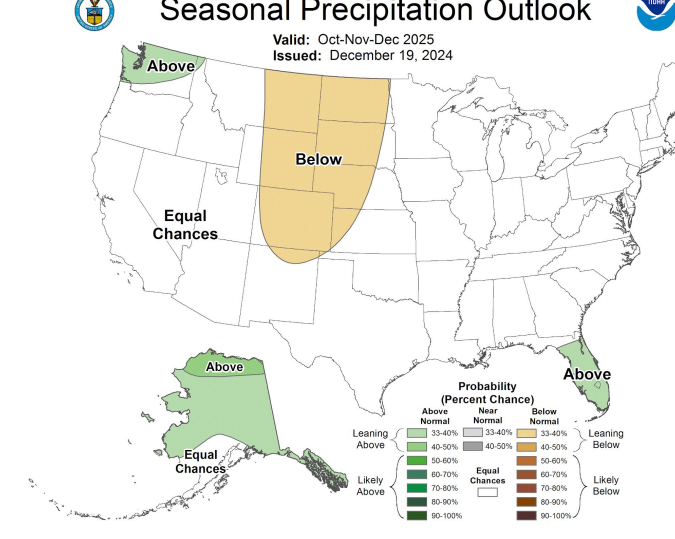 Seasonal Precipitation Outlook
Valid: Oct-Nov-Dec 2025
Issued: December 19, 2024
NOAA
Above
Below
Equal
Chances
Above
Above
Equal
Chances
Probability
(Percent Chance)
Above
Normal
Near
Normal
Below
Normal
Leaning
Above
33-40%
33-40%
33-40%
Leaning
Below
40-50%
40-50%
40-50%
Likely
Above
50-60%
60-70%
70-80%
80-90%
90-100%
Equal
Chances
50-60%
60-70%
70-80%
80-90%
90-100%
Likely
Below